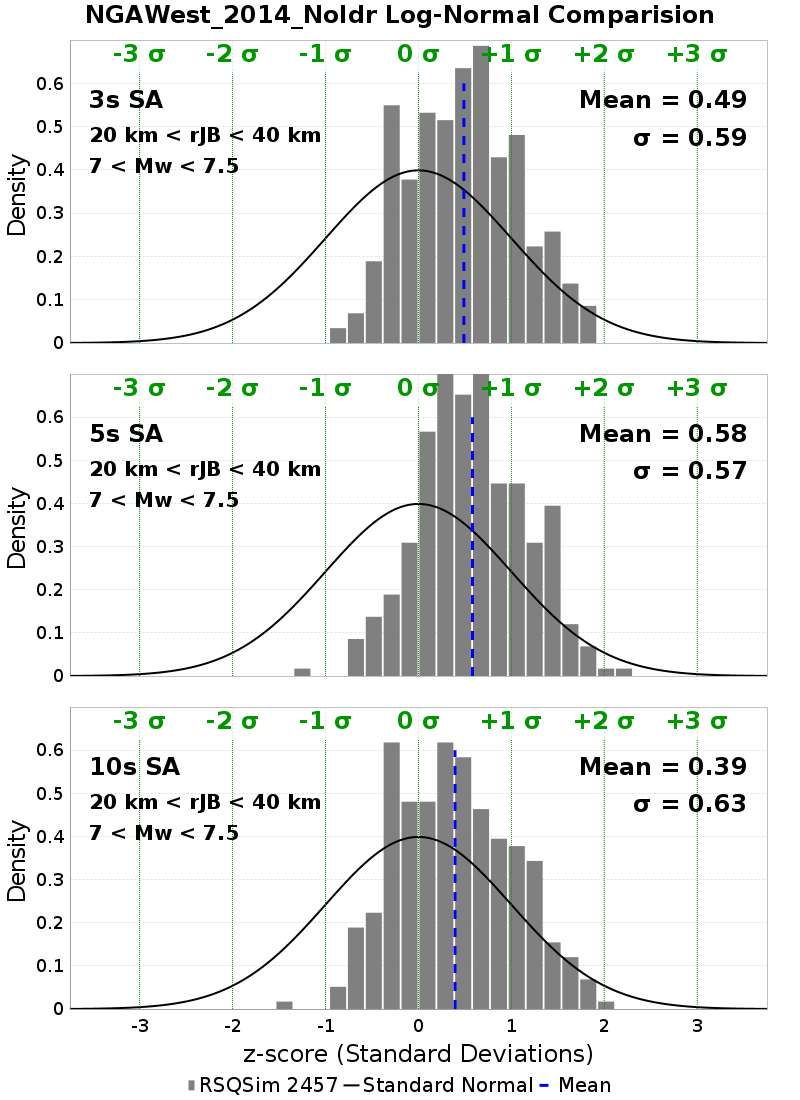 NGAWest_2014_NoIdr Log-Normal Comparision
-3 σ -2 σ -1 σ 0 σ +1 σ +2 σ +3 σ
3s SA
20 km < rJB < 40 km
7 < Mw < 7.5
Mean = 0.49
σ = 0.59
Density
0.6
0.5
0.4
0.3
0.2
0.1
0
-3 σ -2 σ -1 σ 0 σ +1 σ +2 σ +3 σ
5s SA
20 km < rJB < 40 km
7 < Mw < 7.5
Mean = 0.58
σ = 0.57
Density
0.6
0.5
0.4
0.3
0.2
0.1
0
-3 σ -2 σ -1 σ 0 σ +1 σ +2 σ +3 σ
10s SA
20 km < rJB < 40 km
7 < Mw < 7.5
Mean = 0.39
σ = 0.63
Density
0.6
0.5
0.4
0.3
0.2
0.1
0
-3 -2 -1 0 1 2 3
z-score (Standard Deviations)
RSQSim 2457 Standard Normal Mean